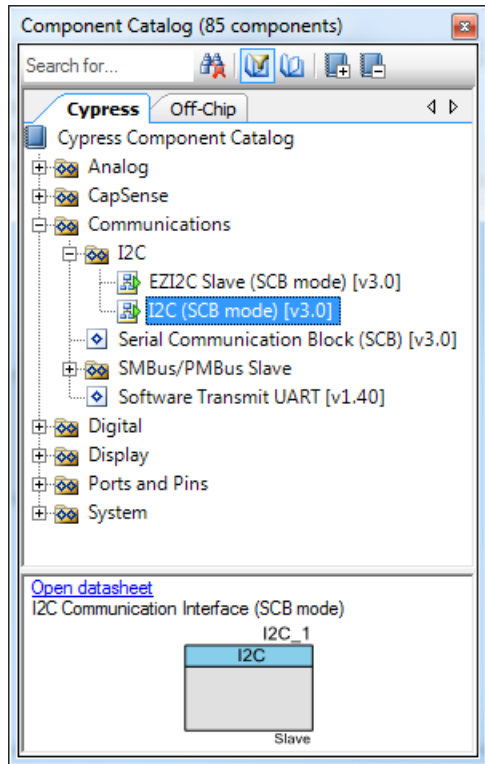 Component Catalog (85 components)
Search for...
Cypress Off-Chip
Cypress Component Catalog
Analog
CapSense
Communications
I2C
EZI2C Slave (SCB mode) [v3.0]
I2C (SCB mode) [v3.0]
Serial Communication Block (SCB) [v3.0]
SMBus/PMBus Slave
Software Transmit UART [v1.40]
Digital
Display
Ports and Pins
System
Open datasheet
I2C Communication Interface (SCB mode)
I2C_1
I2C
Slave